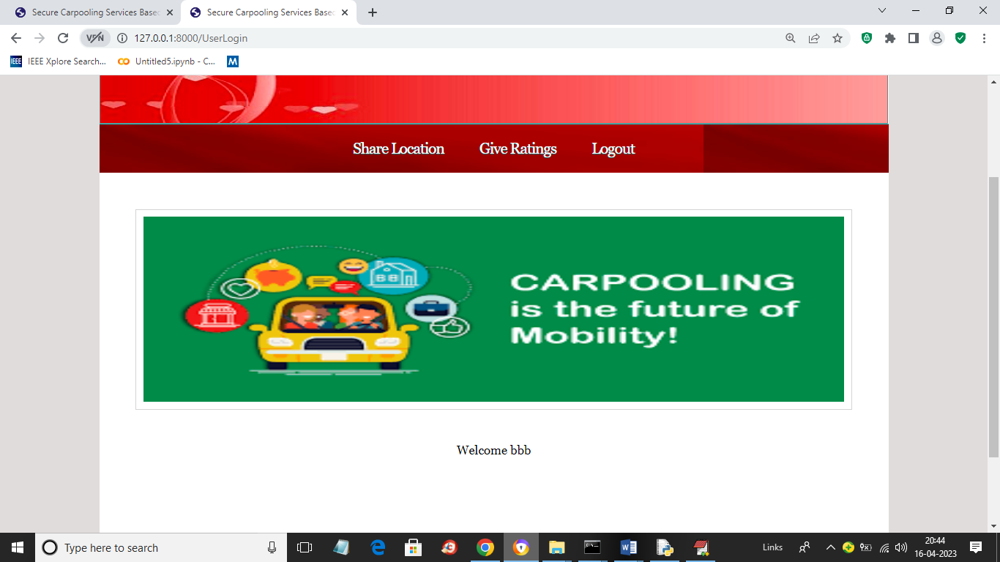 Secure Carpooling Services Based
Secure Carpooling Services Based
VPN
127.0.0.1:8000/UserLogin
IEEE
IEEE Xplore Search...
Untitled5.ipynb - C...
M
Share Location
Give Ratings
Logout
CARPOOLING
is the future of
Mobility!
Welcome bbb
Type here to search
Links
20:44
16-04-2023